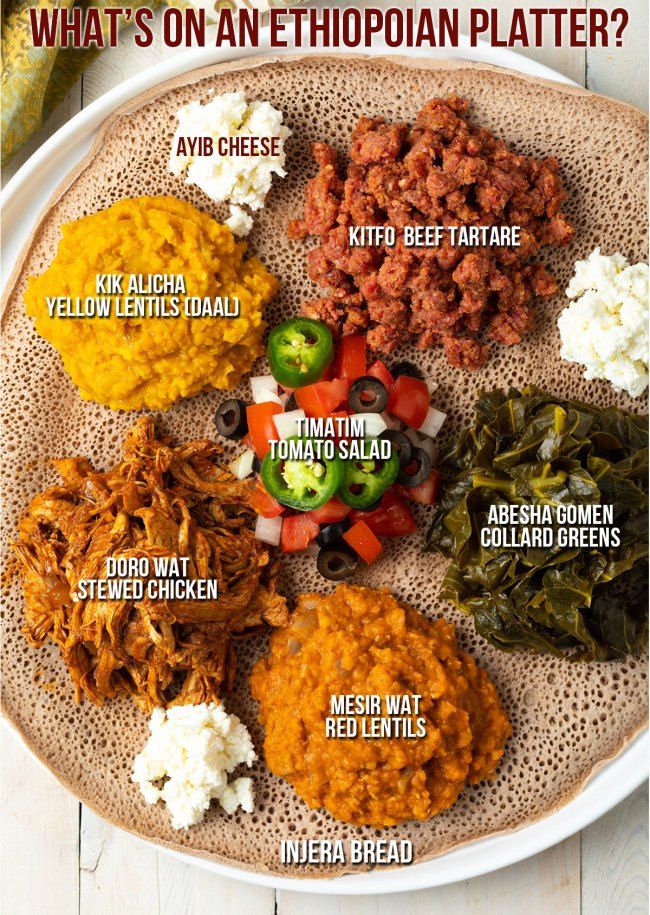 WHAT'S ON AN ETHIOPOIAN PLATTER?
AYIB CHEESE
KITFO BEEF TARTARE
KIK ALICHA
YELLOW LENTILS (DAAL)
TIMATIM
TOMATO SALAD
ABESHA GOMEN
COLLARD GREENS
DORO WAT
STEWED CHICKEN
MESIR WAT
RED LENTILS
INJERA BREAD